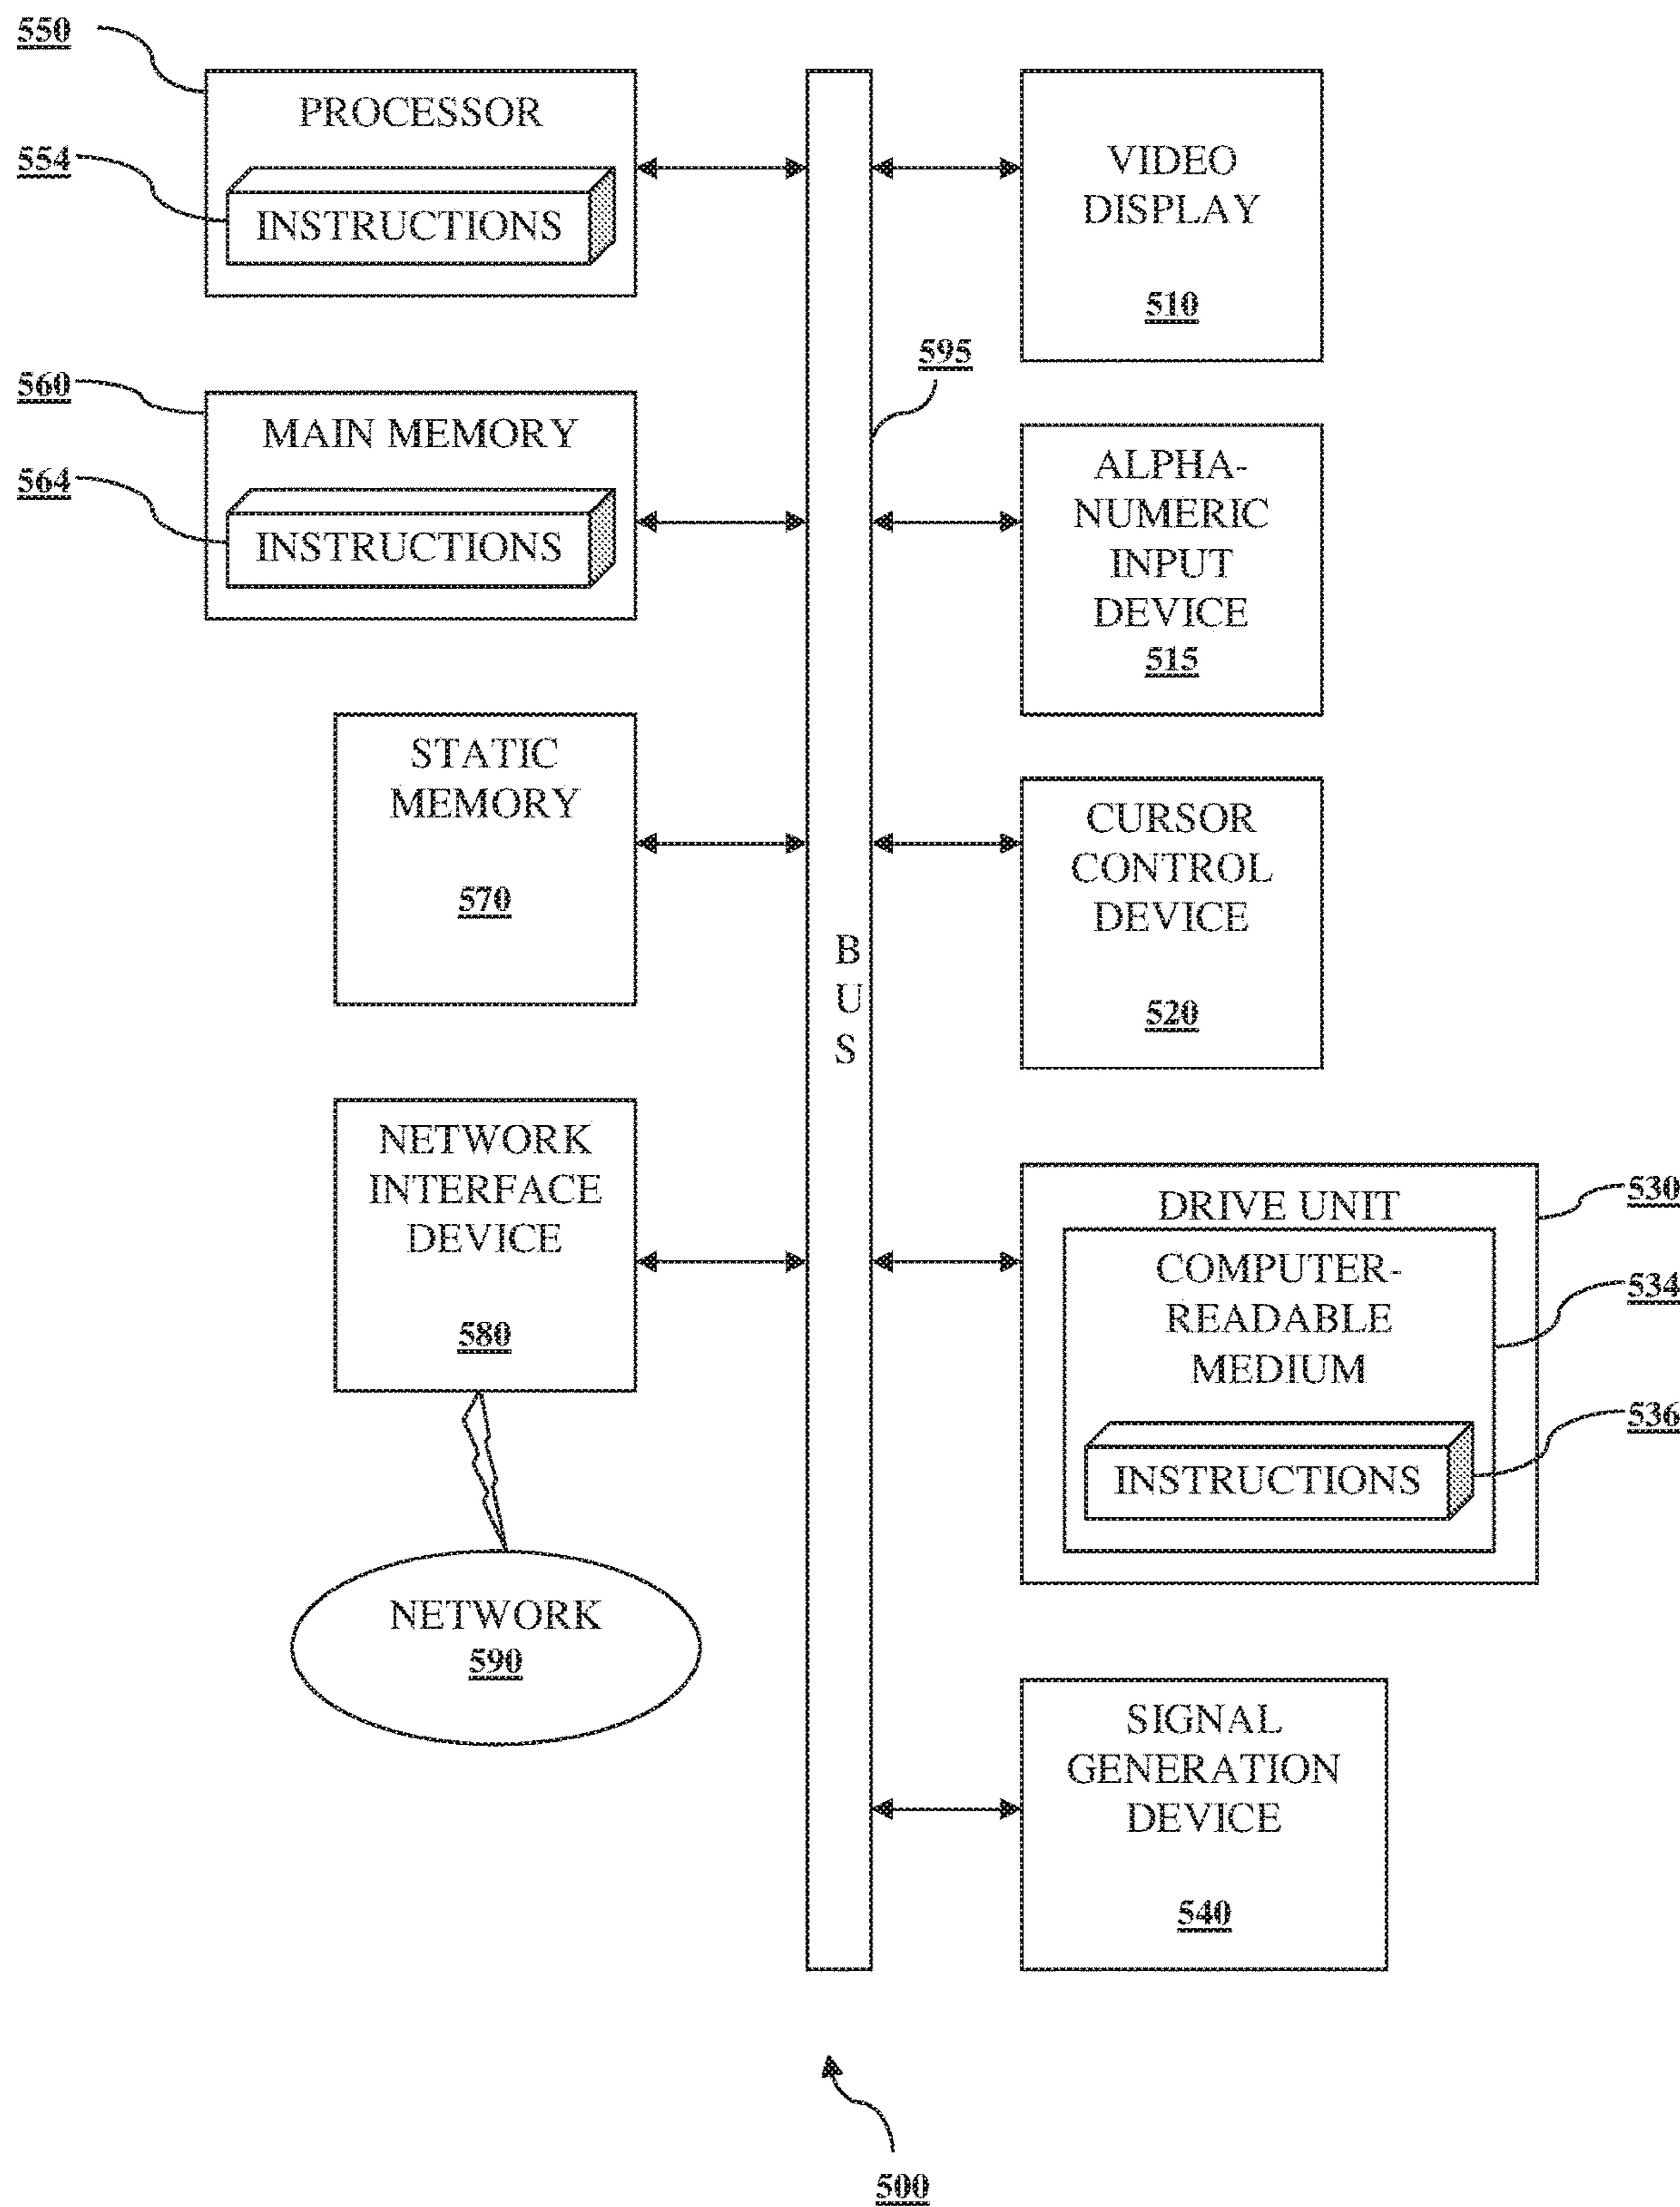 550
PROCESSOR
554
INSTRUCTIONS
560
MAIN MEMORY
564
INSTRUCTIONS
STATIC
MEMORY
570
NETWORK
INTERFACE
DEVICE
580
NETWORK
590
B
U
S
595
VIDEO
DISPLAY
510
ALPHA-
NUMERIC
INPUT
DEVICE
515
CURSOR
CONTROL
DEVICE
520
530
DRIVE UNIT
534
COMPUTER-
READABLE
MEDIUM
536
INSTRUCTIONS
SIGNAL
GENERATION
DEVICE
540
500